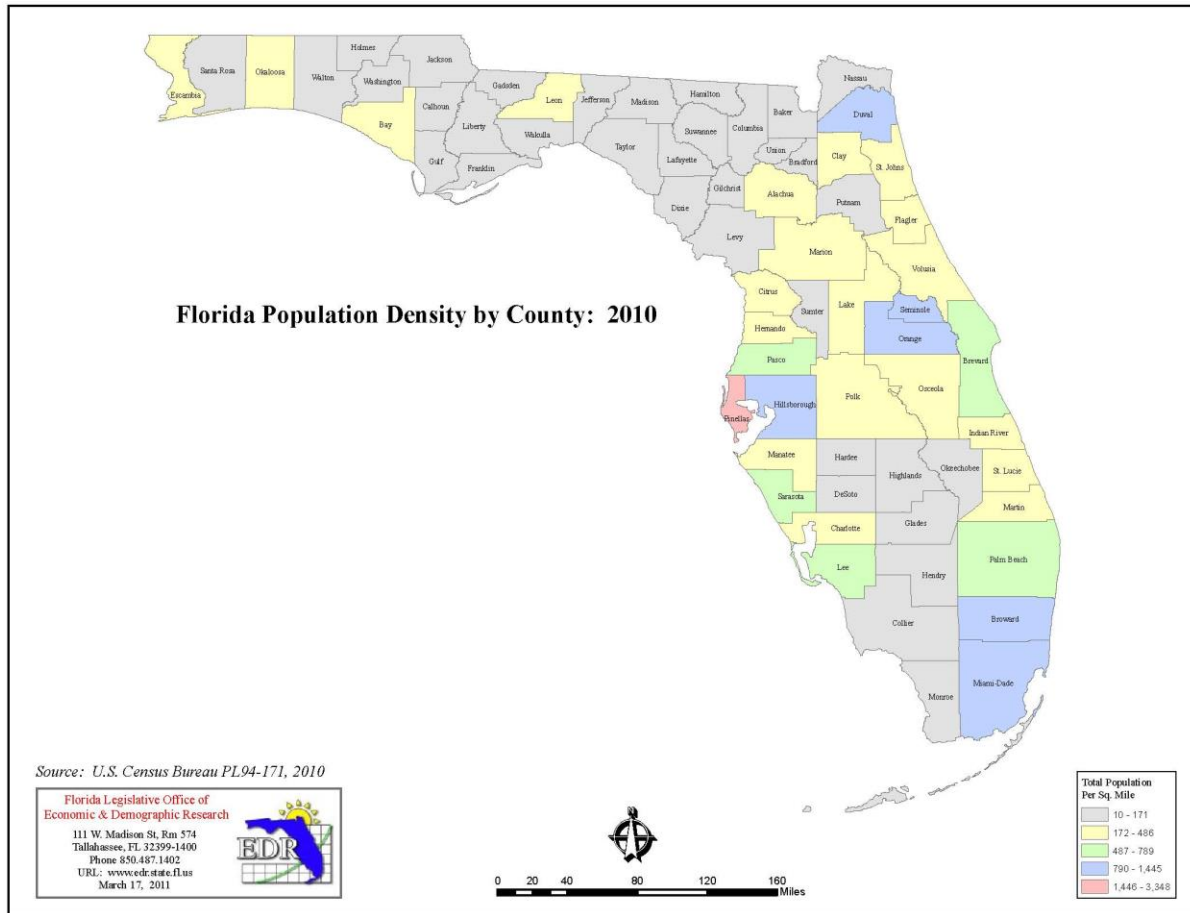 Holmes
Jackson
Nassau
Santa Rosa
Okaloosa
Walton
Washington
Gadsden
Hamilton
Escambia
Calhoun
Leon
Jefferson
Madison
Baker
Duval
Bay
Liberty
Wakulla
Suwannee
Columbia
Taylor
Union
Clay
Gulf
Franklin
Lafayette
Bradford
St. Johns
Gilchrist
Alachua
Putnam
Dixie
Flagler
Levy
Marion
Volusia
Citrus
Lake
Florida Population Density by County: 2010
Sumter
Seminole
Hernando
Orange
Pasco
Brevard
Osceola
Polk
Hillsborough
Pinellas
Indian River
Manatee
Hardee
Okeechobee
Highlands
St. Lucie
DeSoto
Sarasota
Martin
Charlotte
Glades
Palm Beach
Lee
Hendry
Broward
Collier
Miami-Dade
Monroe
Source: U.S. Census Bureau PL94-171, 2010
Florida Legislative Office of
Economic & Demographic Research
111 W. Madison St, Rm 574
Tallahassee, FL 32399-1400
Phone 850.487.1402
URL: www.edr.state.fl.us
March 17, 2011
EDR
0 20 40 80 120 160
Miles
Total Population
Per Sq. Mile
10 - 171
172 - 486
487 - 789
790 - 1,445
1,446 - 3,348